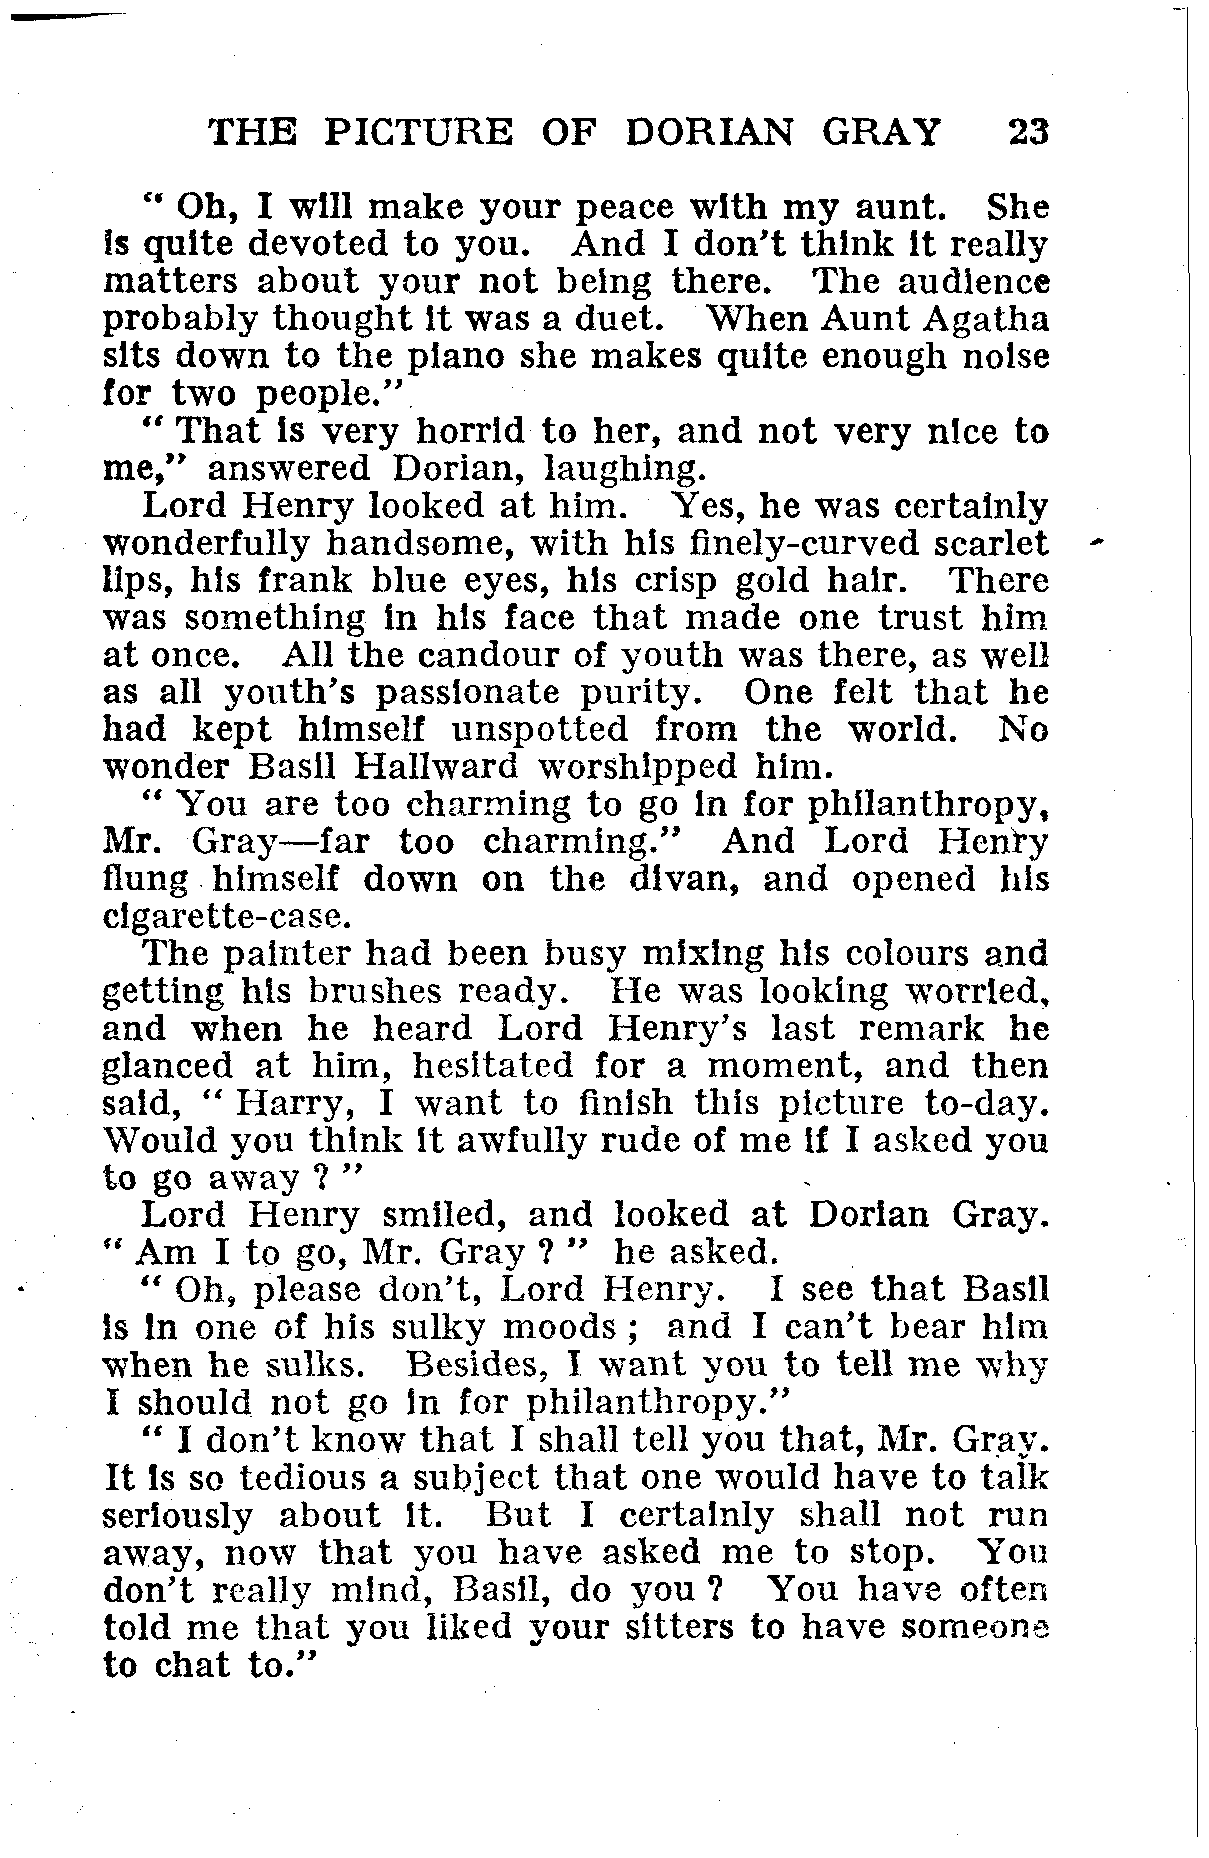 THE PICTURE OF DORIAN GRAY 23
“ Oh, I will make your peace with my aunt. She
is quite devoted to you. And I don’t think it really
matters about your not being there. The audience
probably thought it was a duet. When Aunt Agatha
sits down to the piano she makes quite enough noise
for two people.”
“ That is very horrid to her, and not very nice to
me,” answered Dorian, laughing.
Lord Henry looked at him. Yes, he was certainly
wonderfully handsome, with his finely-curved scarlet
lips, his frank blue eyes, his crisp gold hair. There
was something in his face that made one trust him
at once. All the candour of youth was there, as well
as all youth’s passionate purity. One felt that he
had kept himself unspotted from the world. No
wonder Basil Hallward worshipped him.
“ You are too charming to go in for philanthropy,
Mr. Gray—far too charming.” And Lord Henry
flung himself down on the divan, and opened his
cigarette-case.
The painter had been busy mixing his colours and
getting his brushes ready. He was looking worried,
and when he heard Lord Henry’s last remark he
glanced at him, hesitated for a moment, and then
said, “ Harry, I want to finish this picture to-day.
Would you think it awfully rude of me if I asked you
to go away ? ”
Lord Henry smiled, and looked at Dorian Gray.
“ Am I to go, Mr. Gray ? ” he asked.
“ Oh, please don’t, Lord Henry. I see that Basil
is in one of his sulky moods ; and I can’t bear him
when he sulks. Besides, I want you to tell me why
I should not go in for philanthropy.”
“ I don’t know that I shall tell you that, Mr. Gray.
It is so tedious a subject that one would have to talk
seriously about it. But I certainly shall not run
away, now that you have asked me to stop. You
don’t really mind, Basil, do you ? You have often
told me that you liked your sitters to have someone
to chat to.”